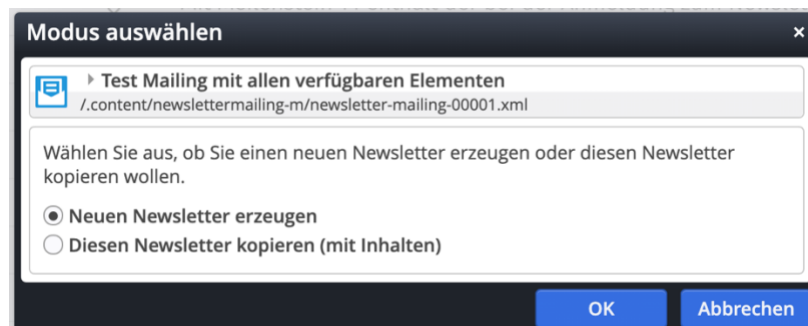 Modus auswählen
×
Test Mailing mit allen verfügbaren Elementen
/.content/newslettermailing-m/newsletter-mailing-00001.xml
Wählen Sie aus, ob Sie einen neuen Newsletter erzeugen oder diesen Newsletter
kopieren wollen.
Neuen Newsletter erzeugen
Diesen Newsletter kopieren (mit Inhalten)
OK Abbrechen